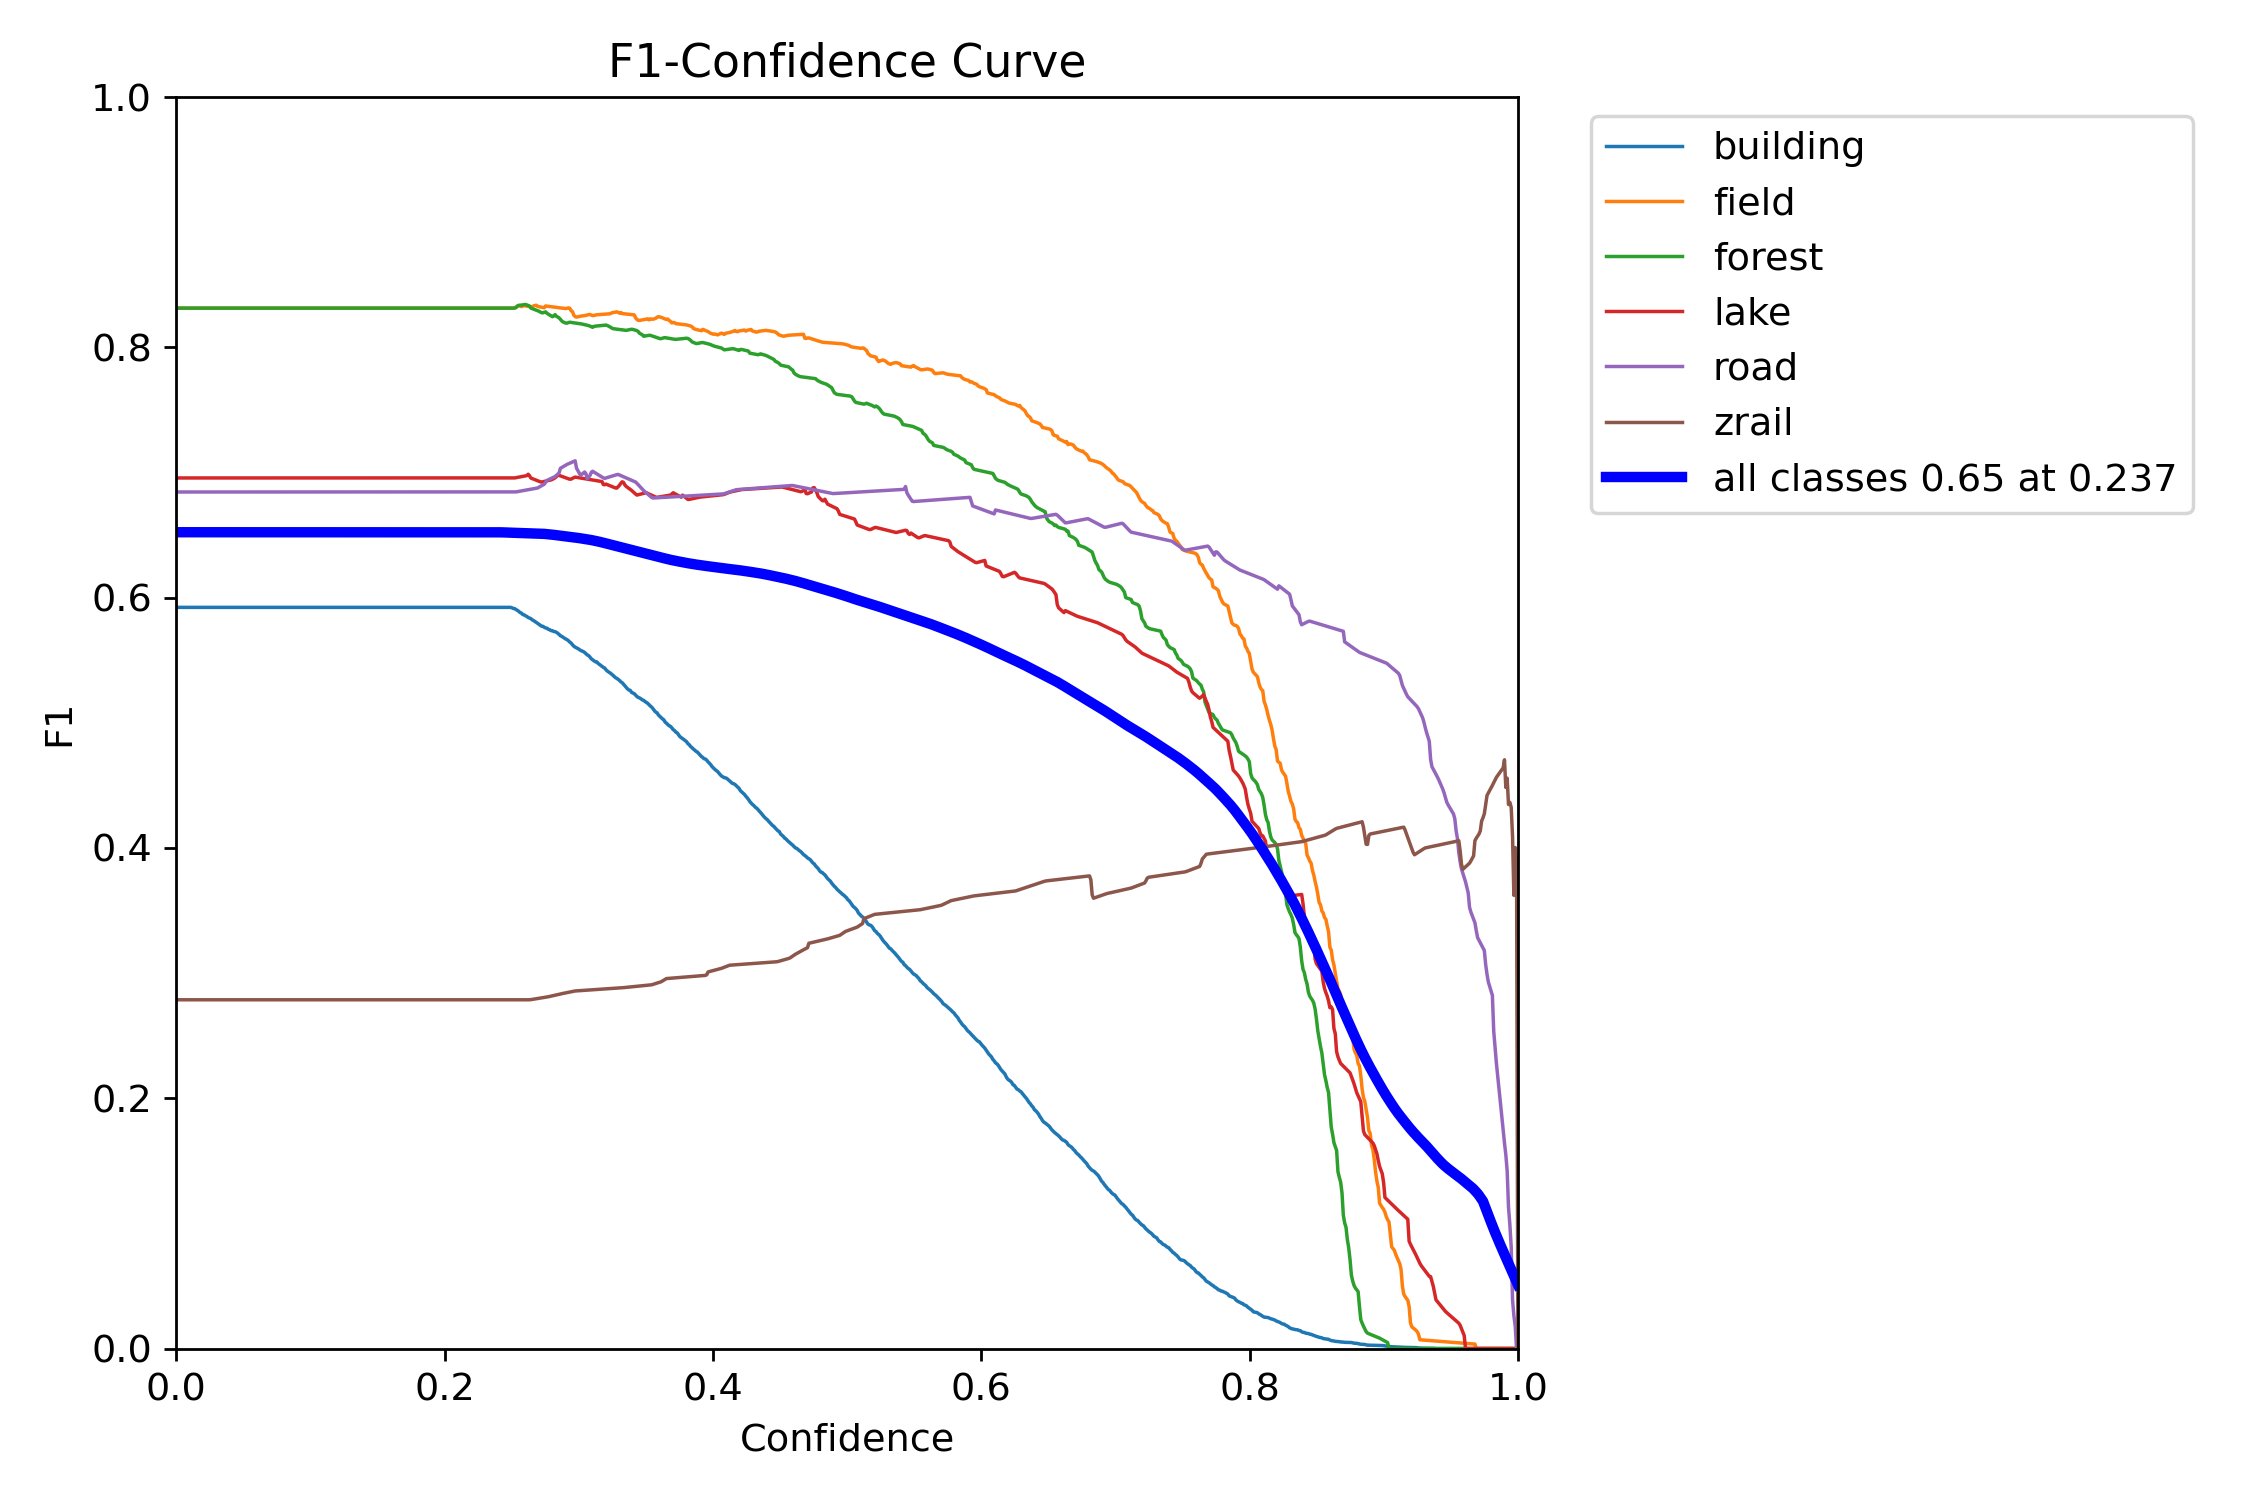 F1-Confidence Curve
1.0
0.8
0.6
0.4
0.2
0.0
F1
0.0 0.2 0.4 0.6 0.8 1.0
Confidence
building
field
forest
lake
road
zrail
all classes 0.65 at 0.237